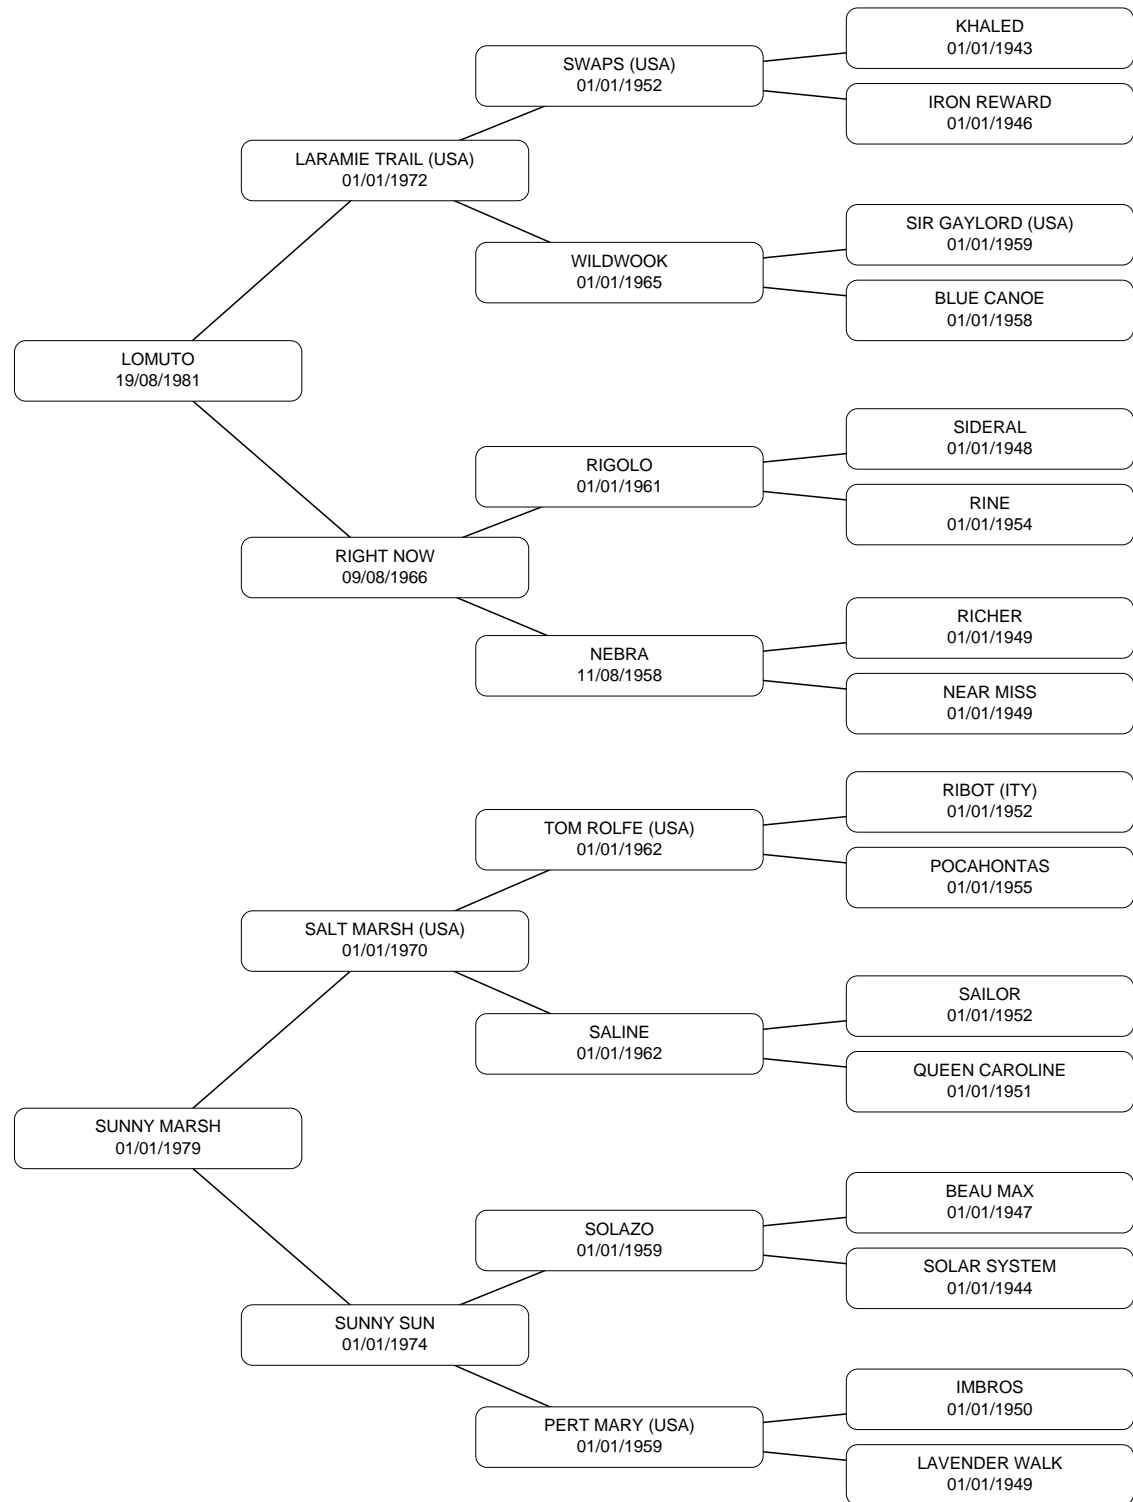 KHALED
01/01/1943
SWAPS (USA)
01/01/1952
IRON REWARD
01/01/1946
LARAMIE TRAIL (USA)
01/01/1972
SIR GAYLORD (USA)
01/01/1959
WILDWOOK
01/01/1965
BLUE CANOE
01/01/1958
LOMUTO
19/08/1981
SIDERAL
01/01/1948
RIGOLO
01/01/1961
RINE
01/01/1954
RIGHT NOW
09/08/1966
RICHER
01/01/1949
NEBRA
11/08/1958
NEAR MISS
01/01/1949
RIBOT (ITY)
01/01/1952
TOM ROLFE (USA)
01/01/1962
POCAHONTAS
01/01/1955
SALT MARSH (USA)
01/01/1970
SAILOR
01/01/1952
SALINE
01/01/1962
QUEEN CAROLINE
01/01/1951
SUNNY MARSH
01/01/1979
BEAU MAX
01/01/1947
SOLAZO
01/01/1959
SOLAR SYSTEM
01/01/1944
SUNNY SUN
01/01/1974
IMBROS
01/01/1950
PERT MARY (USA)
01/01/1959
LAVENDER WALK
01/01/1949